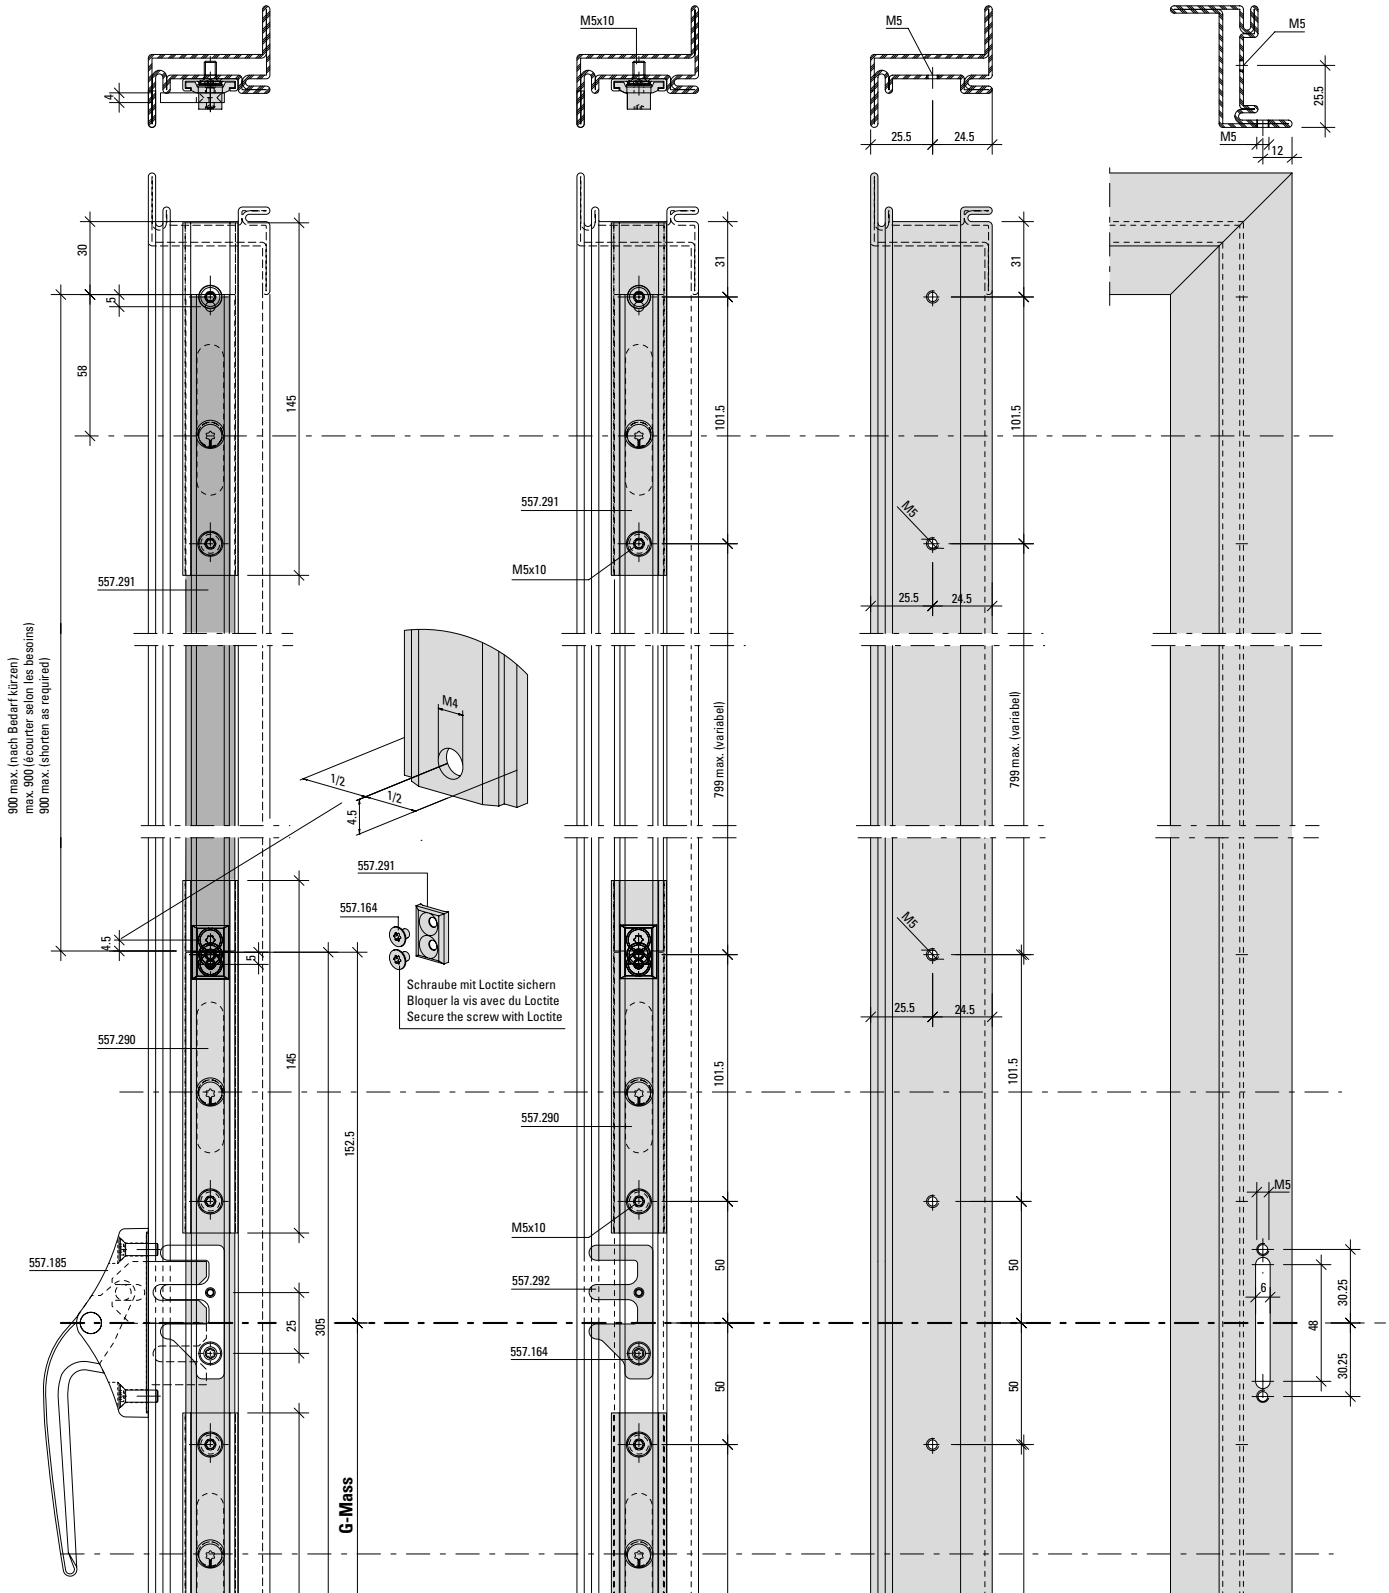 M5x10
M5
M5
4
25.5
25.5
24.5
M5
12
30
5
31
31
58
145
101.5
101.5
557.291
M5
M5x10
557.291
25.5
24.5
900 max. (nach Bedarf kürzen)
max. 900 (écourter selon les besoins)
900 max. (shorten as required)
M4
1/2
1/2
4.5
799 max. (variabel)
799 max. (variabel)
557.291
557.164
M5
4.5
5
Schraube mit Loctite sichern
Bloquer la vis avec du Loctite
Secure the screw with Loctite
25.5
24.5
557.290
145
101.5
101.5
557.290
152.5
M5
M5x10
557.185
50
50
557.292
6
30.25
25
305
48
557.164
30.25
50
50
G-Mass